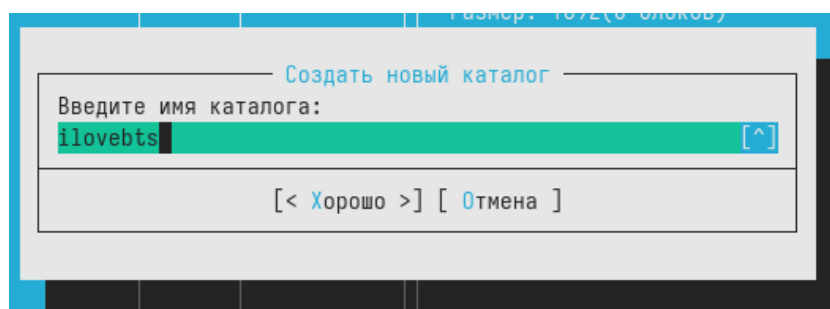 Создать новый каталог
Введите имя каталога:
ilovebts [^]
[< Хорошо >] [ Отмена ]